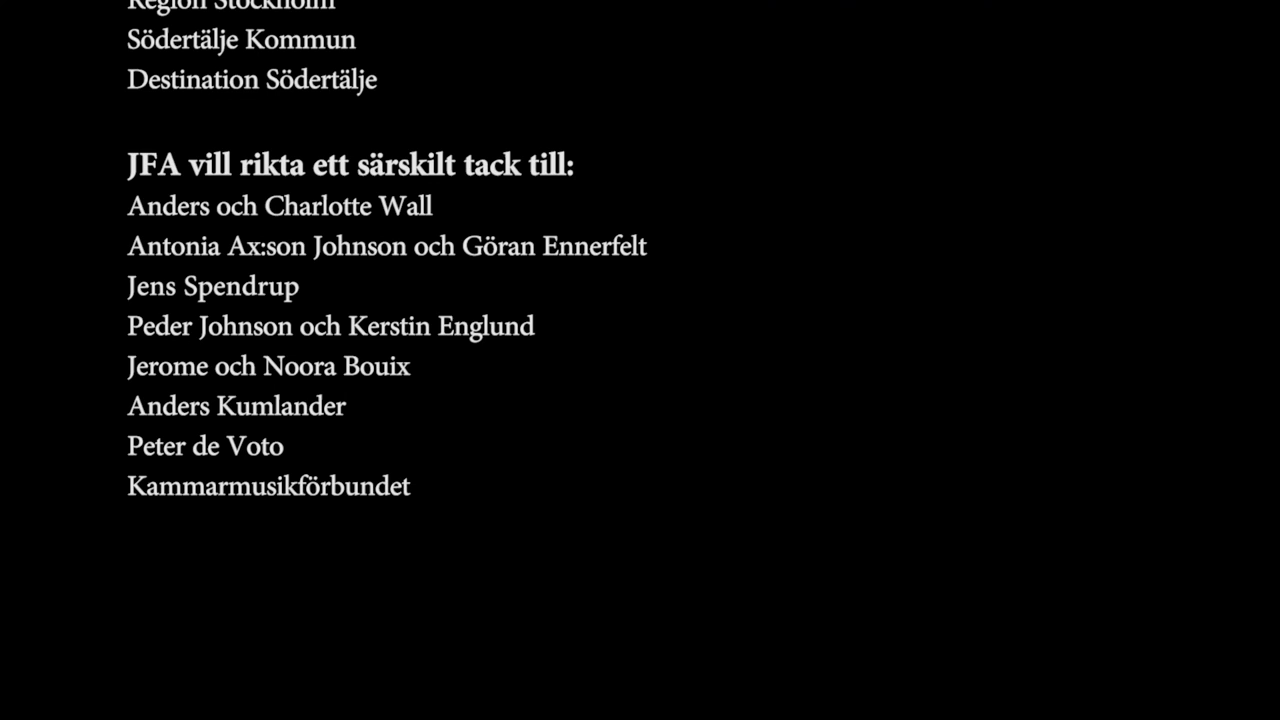 Region Stockholm
Södertälje Kommun
Destination Södertälje
JFA vill rikta ett särskilt tack till:
Anders och Charlotte Wall
Antonia Ax:son Johnson och Göran Ennerfelt
Jens Spendrup
Peder Johnson och Kerstin Englund
Jerome och Noora Bouix
Anders Kumlander
Peter de Voto
Kammarmusikförbundet